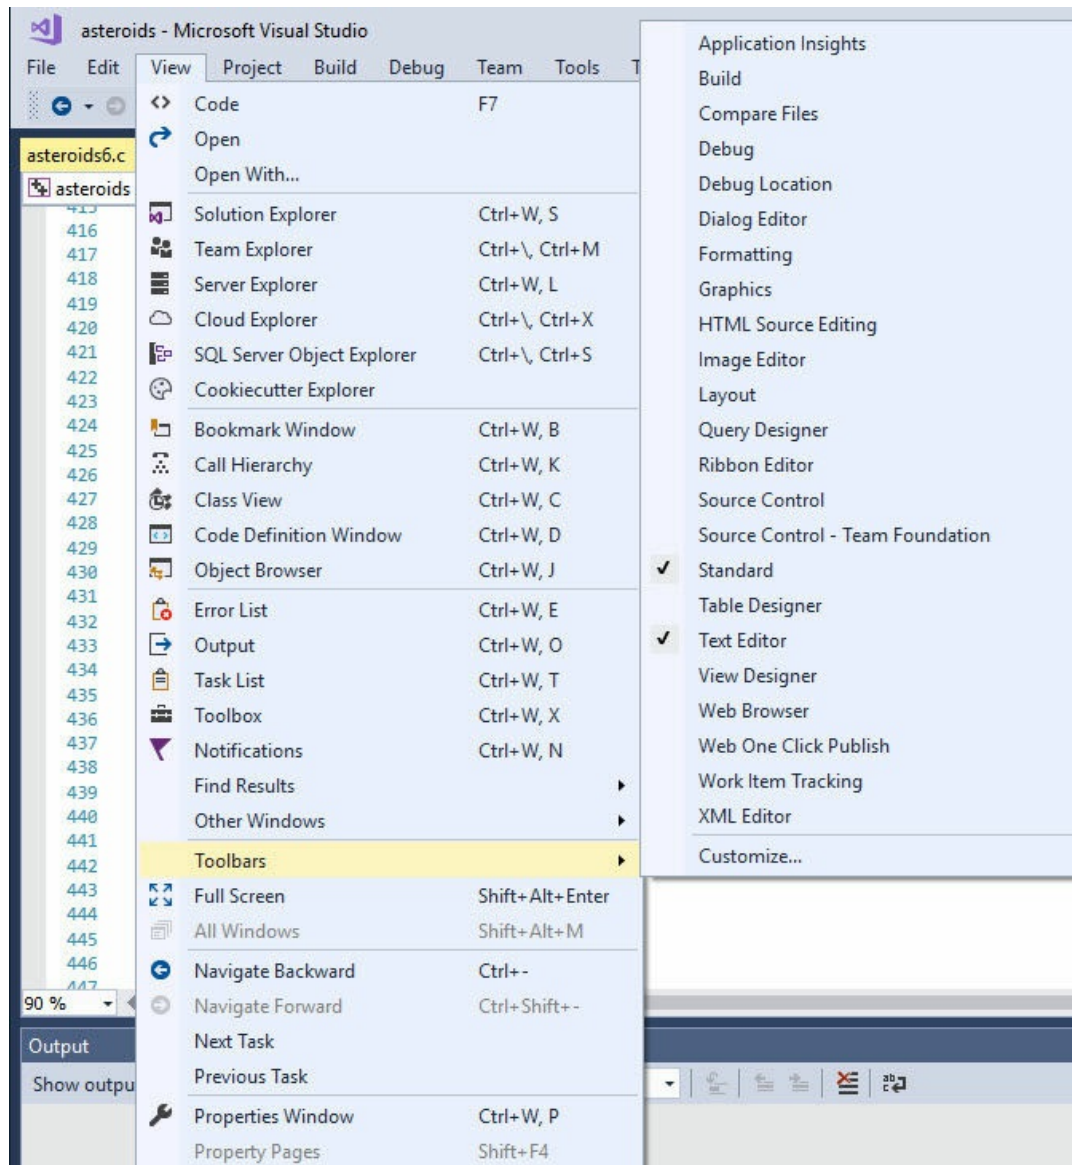 asteroids - Microsoft Visual Studio
File Edit View Project Build Debug Team Tools T
asteroids6.c
asteroids
415
416
417
418
419
420
421
422
423
424
425
426
427
428
429
430
431
432
433
434
435
436
437
438
439
440
441
442
443
444
445
446
447
90 %
Output
Show outpu
Code F7
Open
Open With...
Solution Explorer Ctrl+W, S
Team Explorer Ctrl+\, Ctrl+M
Server Explorer Ctrl+W, L
Cloud Explorer Ctrl+\, Ctrl+X
SQL Server Object Explorer Ctrl+\, Ctrl+S
Cookiecutter Explorer
Bookmark Window Ctrl+W, B
Call Hierarchy Ctrl+W, K
Class View Ctrl+W, C
Code Definition Window Ctrl+W, D
Object Browser Ctrl+W, J
Error List Ctrl+W, E
Output Ctrl+W, O
Task List Ctrl+W, T
Toolbox Ctrl+W, X
Notifications Ctrl+W, N
Find Results
Other Windows
Toolbars
Full Screen Shift+Alt+Enter
All Windows Shift+Alt+M
Navigate Backward Ctrl+-
Navigate Forward Ctrl+Shift+-
Next Task
Previous Task
Properties Window Ctrl+W, P
Property Pages Shift+F4
Application Insights
Build
Compare Files
Debug
Debug Location
Dialog Editor
Formatting
Graphics
HTML Source Editing
Image Editor
Layout
Query Designer
Ribbon Editor
Source Control
Source Control - Team Foundation
Standard
Table Designer
Text Editor
View Designer
Web Browser
Web One Click Publish
Work Item Tracking
XML Editor
Customize...